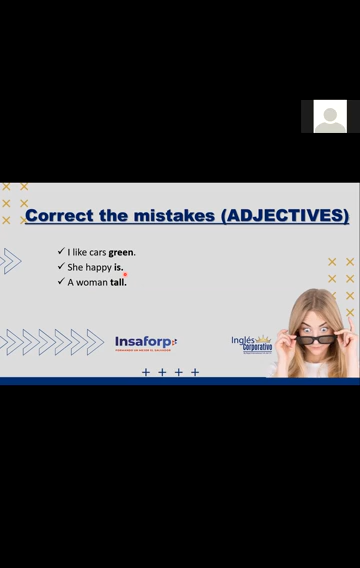 Correct the mistakes (ADJECTIVES)
✓ I like cars green.
✓ She happy is.
✓ A woman tall.
Insaforp
Inglés
Corporativo